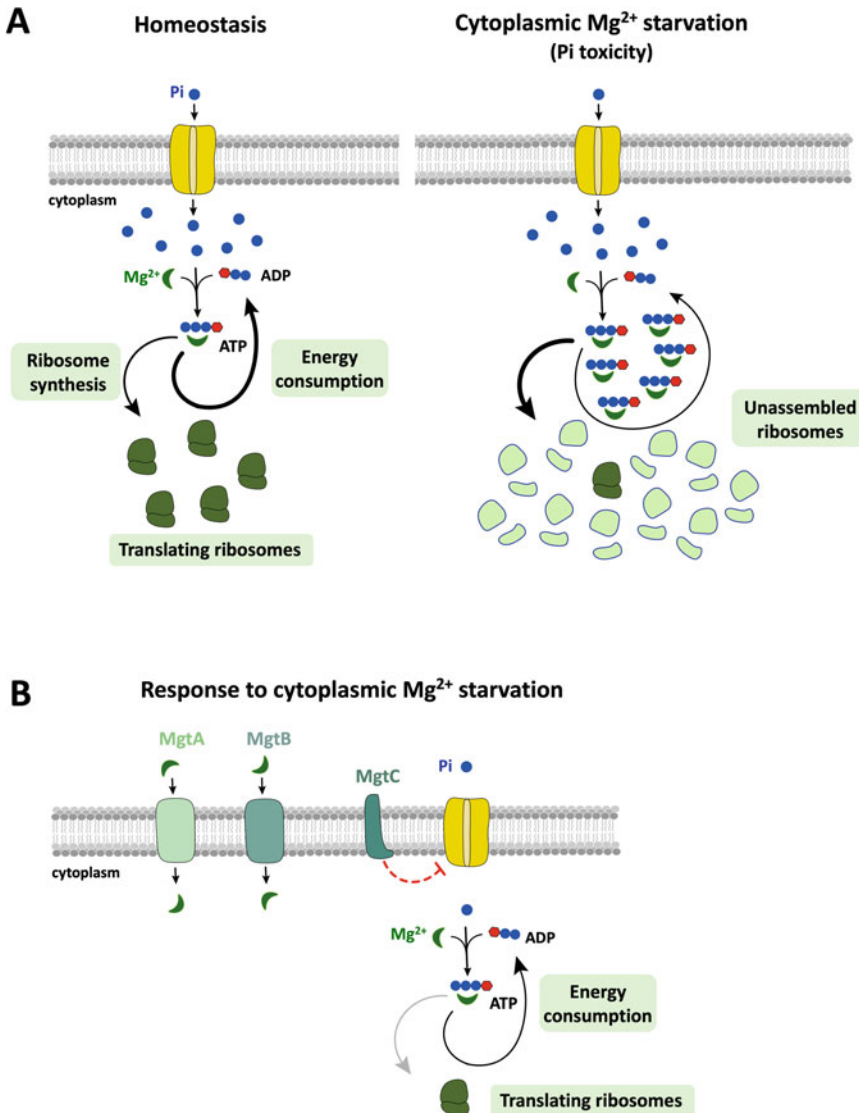 A
Homeostasis
Cytoplasmic Mg²⁺ starvation
(Pi toxicity)
Pi
cytoplasm
Mg²⁺
ADP
ATP
Ribosome
synthesis
Energy
consumption
Unassembled
ribosomes
Translating ribosomes
B
Response to cytoplasmic Mg²⁺ starvation
MgtA
MgtB
MgtC
Pi
cytoplasm
Mg²⁺
ADP
ATP
Energy
consumption
Translating ribosomes